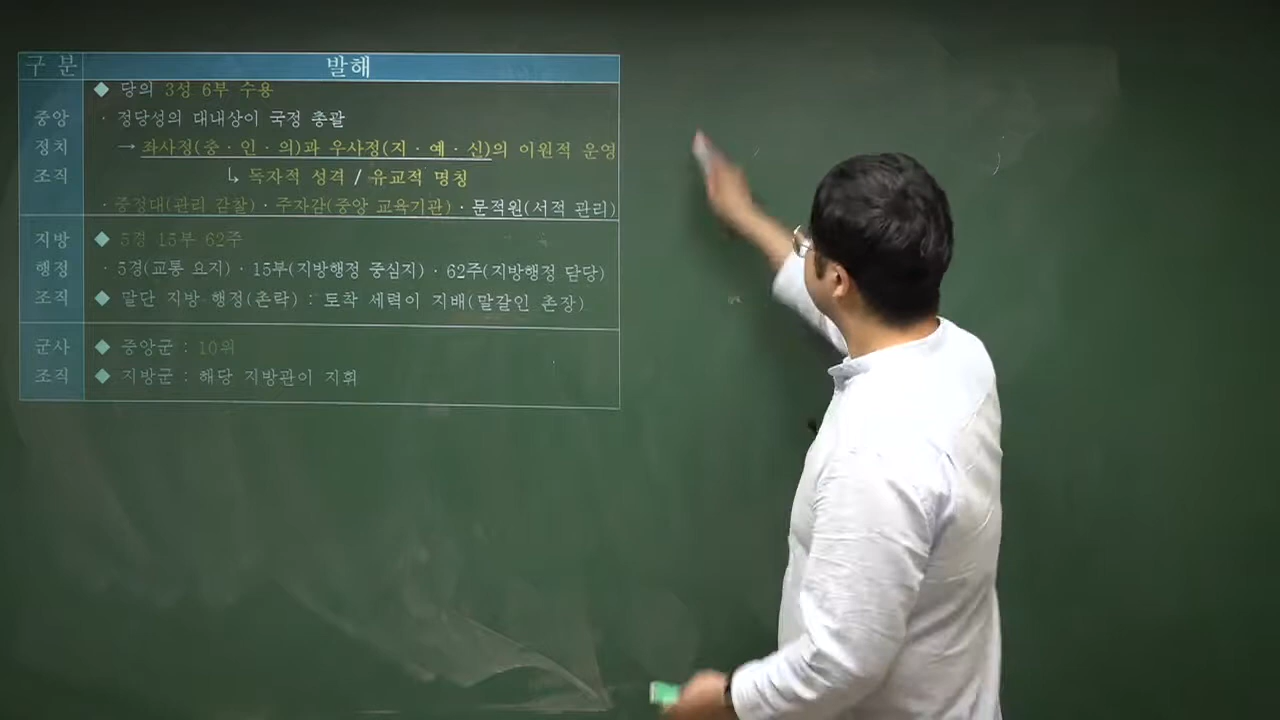 구 분 발해
◆ 당의 3성 6부 수용
중앙 · 정당성의 대내상이 국정 총괄
정치 → 좌사정(충 · 인 · 의)과 우사정(지 · 예 · 신)의 이원적 운영
조직 ↳ 독자적 성격 / 유교적 명칭
· 중정대(관리 감찰) · 주자감(중앙 교육기관) · 문적원(서적 관리)
지방 ◆ 5경 15부 62주
행정 · 5경(교통 요지) · 15부(지방행정 중심지) · 62주(지방행정 담당)
조직 ◆ 말단 지방 행정(촌락) : 토착 세력이 지배(말갈인 촌장)
군사 ◆ 중앙군 : 10위
조직 ◆ 지방군 : 해당 지방관이 지휘